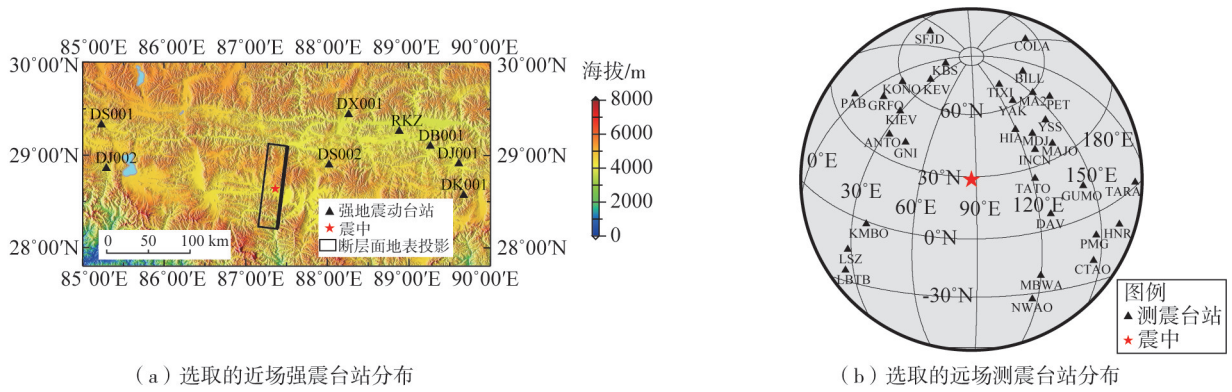 85°00′E 86°00′E 87°00′E 88°00′E 89°00′E 90°00′E
30°00′N
29°00′N
28°00′N
DS001
DJ002
DX001
RKZ
DS002
DB001
DJ001
DK001
强地震动台站
震中
断层面地表投影
0 50 100 km
85°00′E 86°00′E 87°00′E 88°00′E 89°00′E 90°00′E
海拔/m
8000
6000
4000
2000
0
(a)选取的近场强震台站分布
SFJD
COLA
KBS
BILL
KONO
KEV
TIXI
MA2
PET
PAB
GRFO
KIEV
60°N
YAK
YSS
ANTO
GNI
HIA
MDJ
MAJO
INCN
180°E
0°E
30°E
60°E
30°N
90°E
TATO
120°E
GUMO
150°E
TARA
DAV
KMBO
0°N
HNR
PMG
LSZ
CTAO
LBTB
MBWA
-30°N
NWAO
图例
测震台站
震中
(b)选取的远场测震台站分布